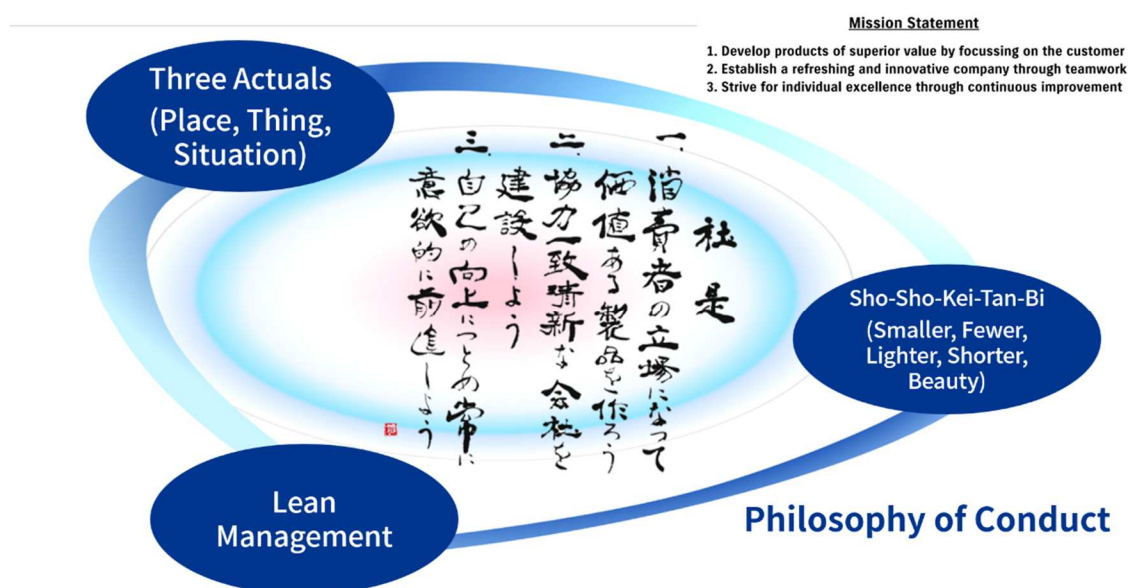 Mission Statement
1. Develop products of superior value by focussing on the customer
2. Establish a refreshing and innovative company through teamwork
3. Strive for individual excellence through continuous improvement
Three Actuals
(Place, Thing,
Situation)
社是
一、消費者の立場になって
価値ある製品を作ろう
二、協力一致清新な会社を
建設しよう
三、自己の向上につとめ常に
意欲的に前進しよう
Sho-Sho-Kei-Tan-Bi
(Smaller, Fewer,
Lighter, Shorter,
Beauty)
Lean
Management
Philosophy of Conduct